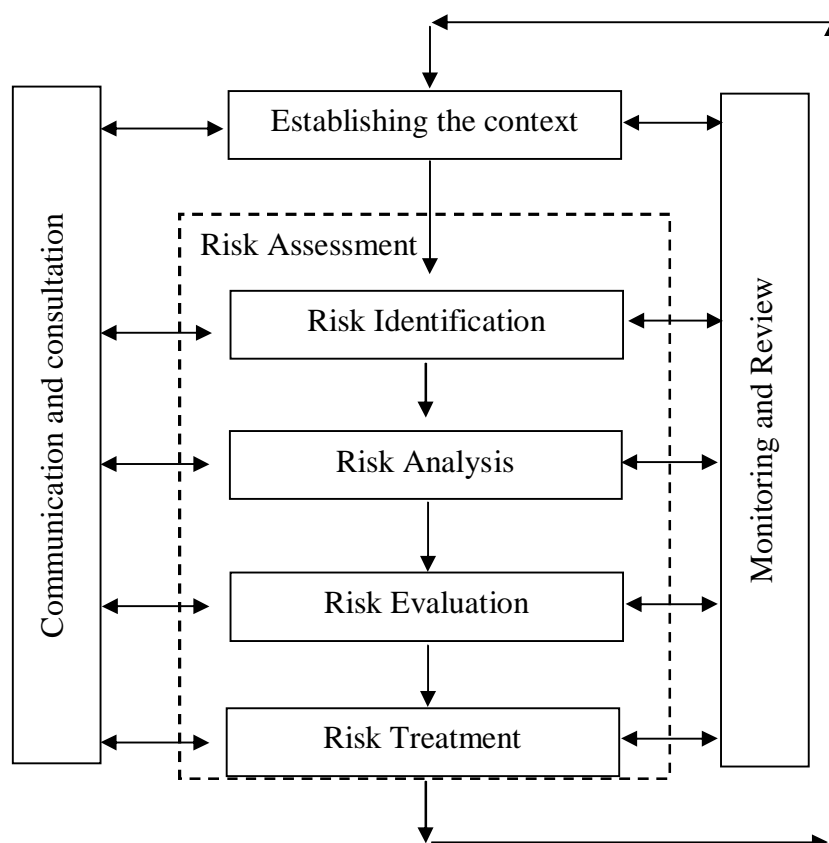 Establishing the context
Risk Assessment
Risk Identification
Risk Analysis
Risk Evaluation
Risk Treatment
Communication and consultation
Monitoring and Review